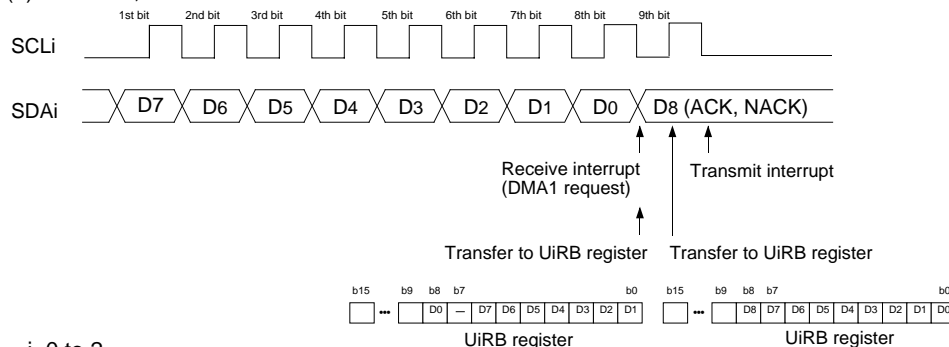 1st bit 2nd bit 3rd bit 4th bit 5th bit 6th bit 7th bit 8th bit 9th bit
SCLi
SDAi D7 D6 D5 D4 D3 D2 D1 D0 D8 (ACK, NACK)
Receive interrupt
(DMA1 request)
Transmit interrupt
Transfer to UiRB register Transfer to UiRB register
b15 b9 b8 b7 b0 b15 b9 b8 b7 b0
••• D0 — D7 D6 D5 D4 D3 D2 D1 ••• D8 D7 D6 D5 D4 D3 D2 D1 D0
UiRB register UiRB register